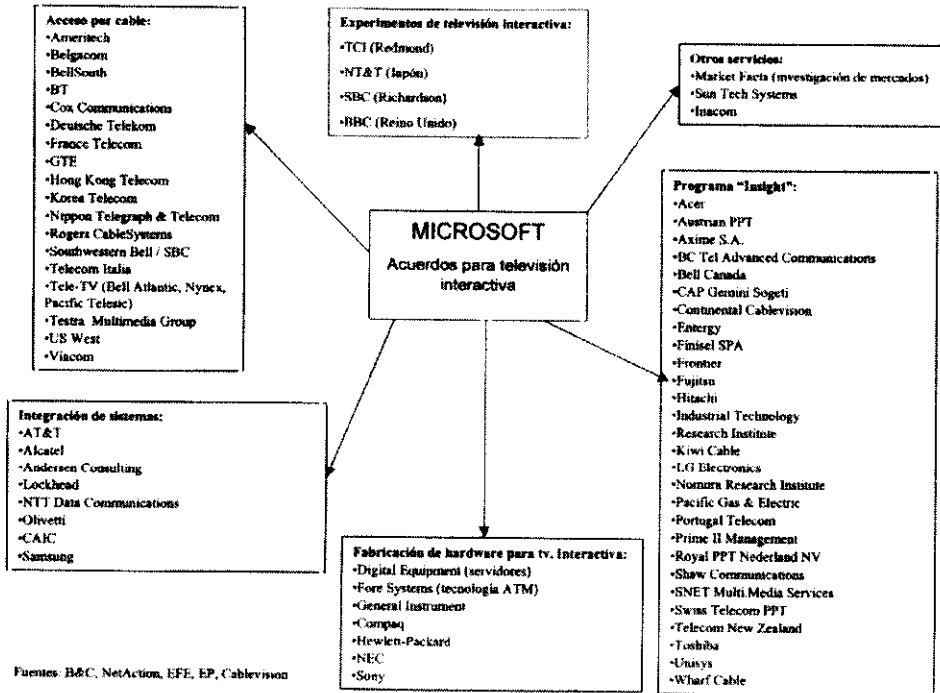 Acceso por cable:
•Ameritech
•Belgacom
•BellSouth
•BT
•Cox Communications
•Deutsche Telekom
•France Telecom
•GTE
•Hong Kong Telecom
•Korea Telecom
•Nippon Telegraph & Telecom
•Rogers CableSystems
•Southwestern Bell / SBC
•Telecom Italia
•Tele-TV (Bell Atlantic, Nynex,
Pacific Telesic)
•Testra Multimedia Group
•US West
•Viacom
Experimentos de televisión interactiva:
•TCI (Redmond)
•NT&T (Japón)
•SBC (Richardson)
•BBC (Reino Unido)
Otros servicios:
•Market Facts (investigación de mercados)
•Sun Tech Systems
•Inacom
MICROSOFT
Acuerdos para televisión
interactiva
Programa “Insight”:
•Acer
•Austrian PPT
•Axime S.A.
•BC Tel Advanced Communications
•Bell Canada
•CAP Gemini Sogeti
•Continental Cablevision
•Entergy
•Finisel SPA
•Frontier
•Fujitsu
•Hitachi
•Industrial Technology
•Research Institute
•Kiwi Cable
•LG Electronics
•Nomura Research Institute
•Pacific Gas & Electric
•Portugal Telecom
•Prime II Management
•Royal PPT Nederland NV
•Shaw Communications
•SNET Multi.Media Services
•Swiss Telecom PPT
•Telecom New Zealand
•Toshiba
•Unisys
•Wharf Cable
Integración de sistemas:
•AT&T
•Alcatel
•Andersen Consulting
•Lockhead
•NTT Data Communications
•Olivetti
•CAIC
•Samsung
Fabricación de hardware para tv. Interactiva:
•Digital Equipment (servidores)
•Fore Systems (tecnología ATM)
•General Instrument
•Compaq
•Hewlett-Packard
•NEC
•Sony
Fuentes: B&C, NetAction, EFE, EP, Cablevision